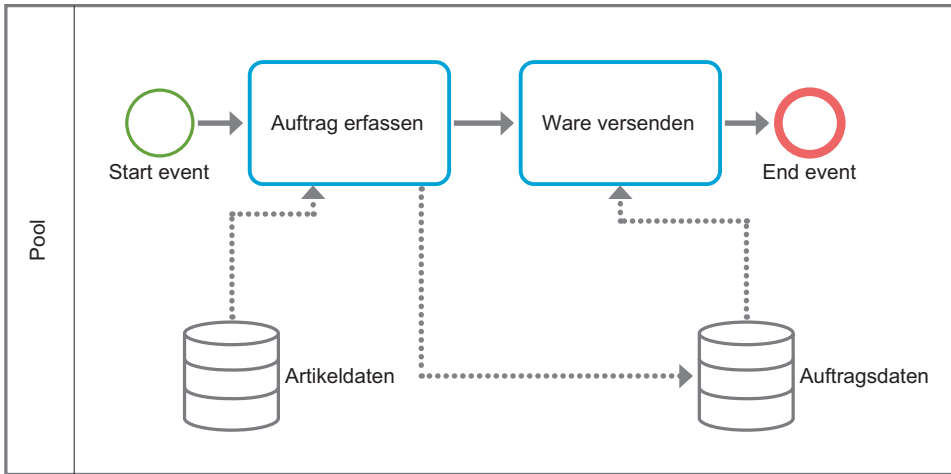 Pool
Auftrag erfassen
Ware versenden
Start event
End event
Artikeldaten
Auftragsdaten